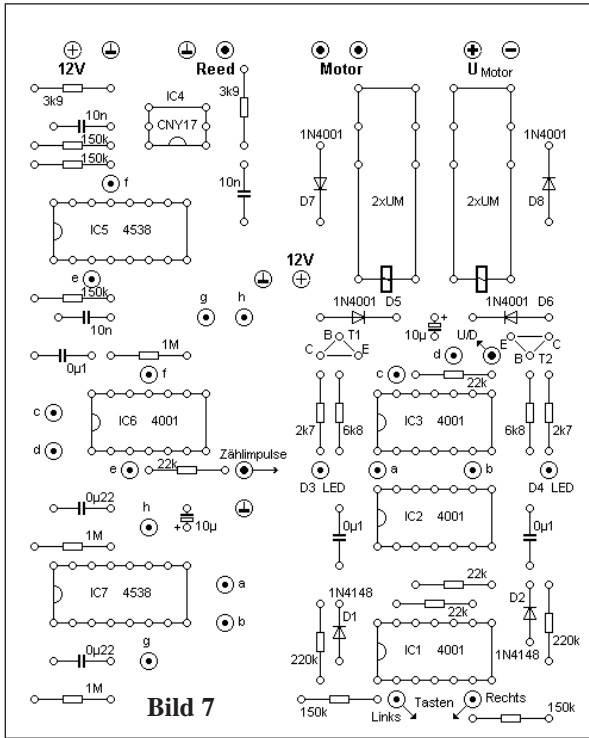 12V Reed Motor U Motor
3k9 IC4 3k9
CNY17
10n
150k
150k
1N4001 1N4001
f
10n D7 2xUM 2xUM D8
IC5 4538
12V
e
150k
g h
10n
1N4001 D5 1N4001 D6
10µ + U/D
B T1 E C
C E d B T2
0µ1 1M
f c 22k
c IC6 4001 2k7 6k8 IC3 4001 6k8 2k7
d
e 22k Zählimpulse a b
D3 LED D4 LED
0µ22 h 0µ1 IC2 4001 0µ1
+ 10µ
1M
22k
IC7 4538 a 1N4148 D2
D1 22k
b
220k IC1 4001 1N4148 220k
0µ22 g
1M
Bild 7 150k Links Tasten Rechts 150k